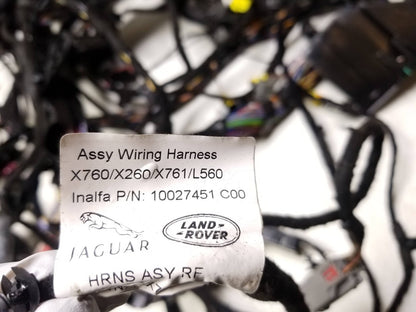 Assy Wiring Harness
X760/X260/X761/L560
Inalfa P/N: 10027451 C00
JAGUAR
LAND-
ROVER
HRNS ASY RF